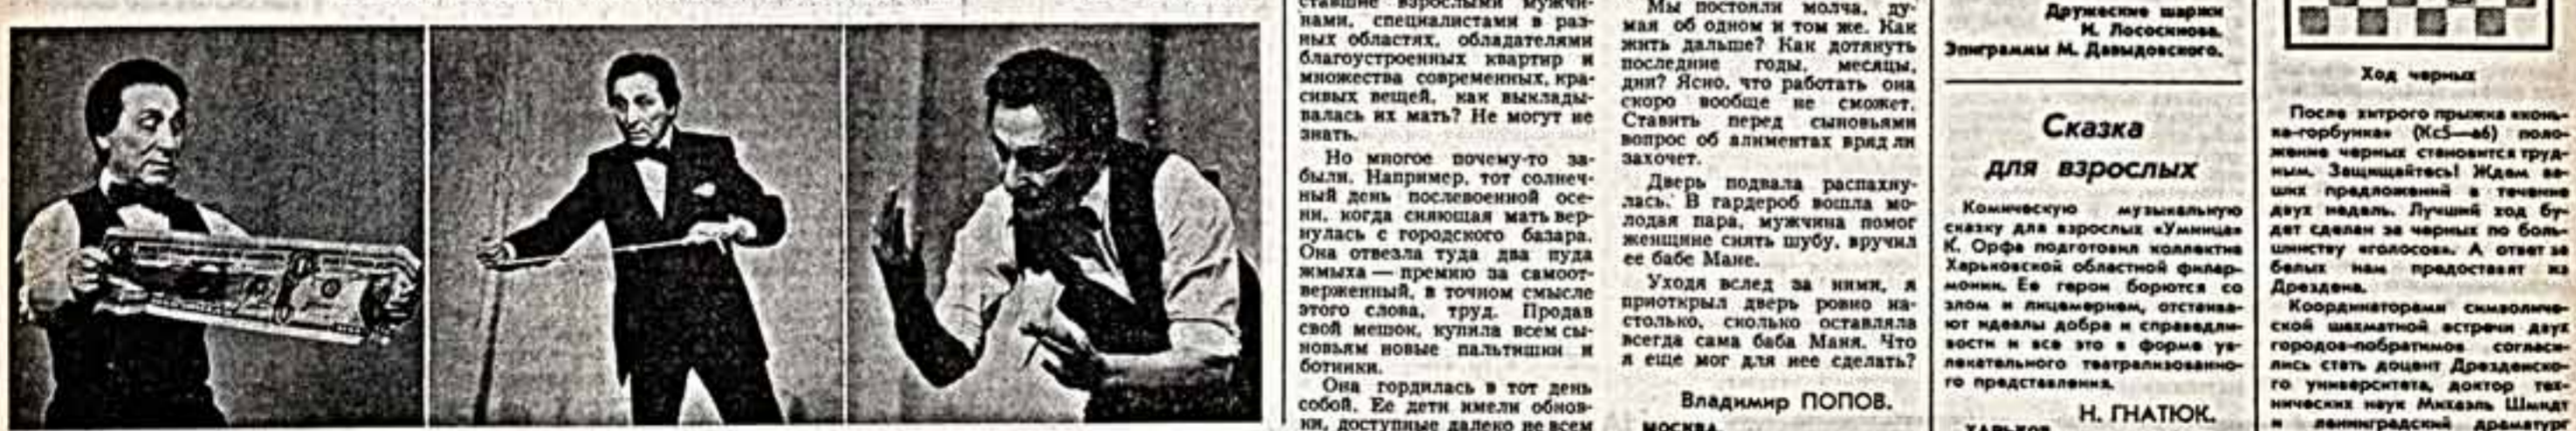 ставшие взрослыми мужчи-
нами, специалистами в раз-
ных областях, обладателями
благоустроенных квартир и
множества современных, кра-
сивых вещей, как выклады-
валась их мать? Не могут не
знать.
Но многое почему-то за-
были. Например, тот солнеч-
ный день послевоенной осе-
ни, когда сияющая мать вер-
нулась с городского базара.
Она отвезла туда два пуда
жмыха — премию за самоот-
верженный, в точном смысле
этого слова, труд. Продав
свой мешок, купила всем сы-
новьям новые пальтишки и
ботинки.
Она гордилась в тот день
собой. Ее дети имели обнов-
ки, доступные далеко не всем
Мы постояли молча, ду-
мая об одном и том же. Как
жить дальше? Как дотянуть
последние годы, месяцы,
дни? Ясно, что работать она
скоро вообще не сможет.
Ставить перед сыновьями
вопрос об алиментах вряд ли
захочет.
Дверь подвала распахну-
лась. В гардероб вошла мо-
лодая пара, мужчина помог
женщине снять шубу, вручил
ее бабе Мане.
Уходя вслед за ними, я
приоткрыл дверь ровно на-
столько, сколько оставляла
всегда сама баба Маня. Что
я еще мог для нее сделать?
Владимир ПОПОВ.
МОСКВА.
Дружеские шаржи
И. Лососинова.
Эпиграммы М. Давыдовского.
Сказка
для взрослых
Комическую музыкальную
сказку для взрослых «Умница»
К. Орфа подготовил коллектив
Харьковской областной филар-
монии. Ее герои борются со
злом и лицемерием, отстаива-
ют идеалы добра и справедли-
вости и все это в форме ув-
лекательного театрализованно-
го представления.
Н. ГНАТЮК.
ХАРЬКОВ.
Ход черных
После хитрого прыжка «конь-
ка-горбунка» (Кс5—а6) поло-
жение черных становится труд-
ным. Защищайтесь! Ждем ва-
ших предложений в течение
двух недель. Лучший ход бу-
дет сделан за черных по боль-
шинству «голосов». А ответ за
белых нам предоставят из
Дрездена.
Координаторами символиче-
ской шахматной встречи двух
городов-побратимов согласи-
лись стать доцент Дрезденско-
го университета, доктор тех-
нических наук Михаэль Шмидт
и ленинградский драматург